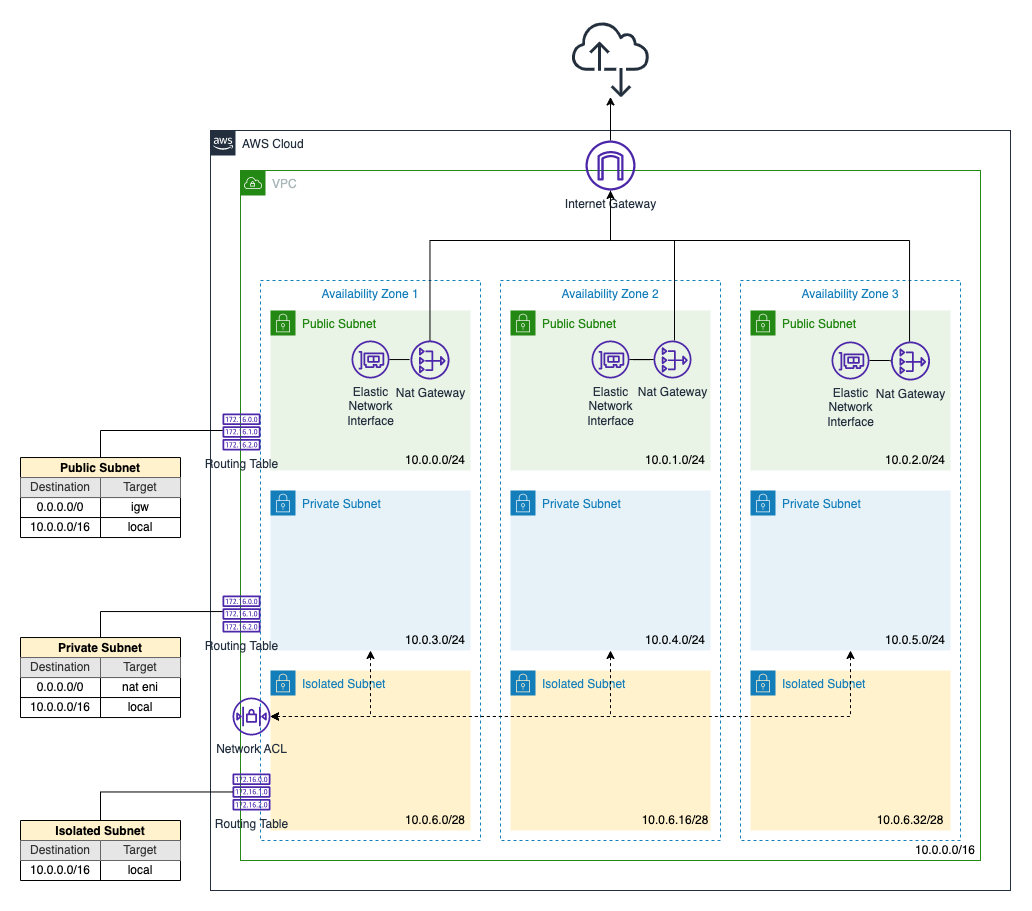 aws AWS Cloud
VPC
Internet Gateway
Availability Zone 1
Availability Zone 2
Availability Zone 3
Public Subnet
Public Subnet
Public Subnet
Elastic
Network
Interface
Nat Gateway
Elastic
Network
Interface
Nat Gateway
Elastic
Network
Interface
Nat Gateway
10.0.0.0/24
10.0.1.0/24
10.0.2.0/24
172.16.0.0
172.16.1.0
172.16.2.0
Routing Table
Public Subnet
Destination Target
0.0.0.0/0 igw
10.0.0.0/16 local
Private Subnet
Private Subnet
Private Subnet
10.0.3.0/24
10.0.4.0/24
10.0.5.0/24
172.16.0.0
172.16.1.0
172.16.2.0
Routing Table
Private Subnet
Destination Target
0.0.0.0/0 nat eni
10.0.0.0/16 local
Isolated Subnet
Isolated Subnet
Isolated Subnet
Network ACL
172.16.0.0
172.16.1.0
172.16.2.0
Routing Table
10.0.6.0/28
10.0.6.16/28
10.0.6.32/28
Isolated Subnet
Destination Target
10.0.0.0/16 local
10.0.0.0/16